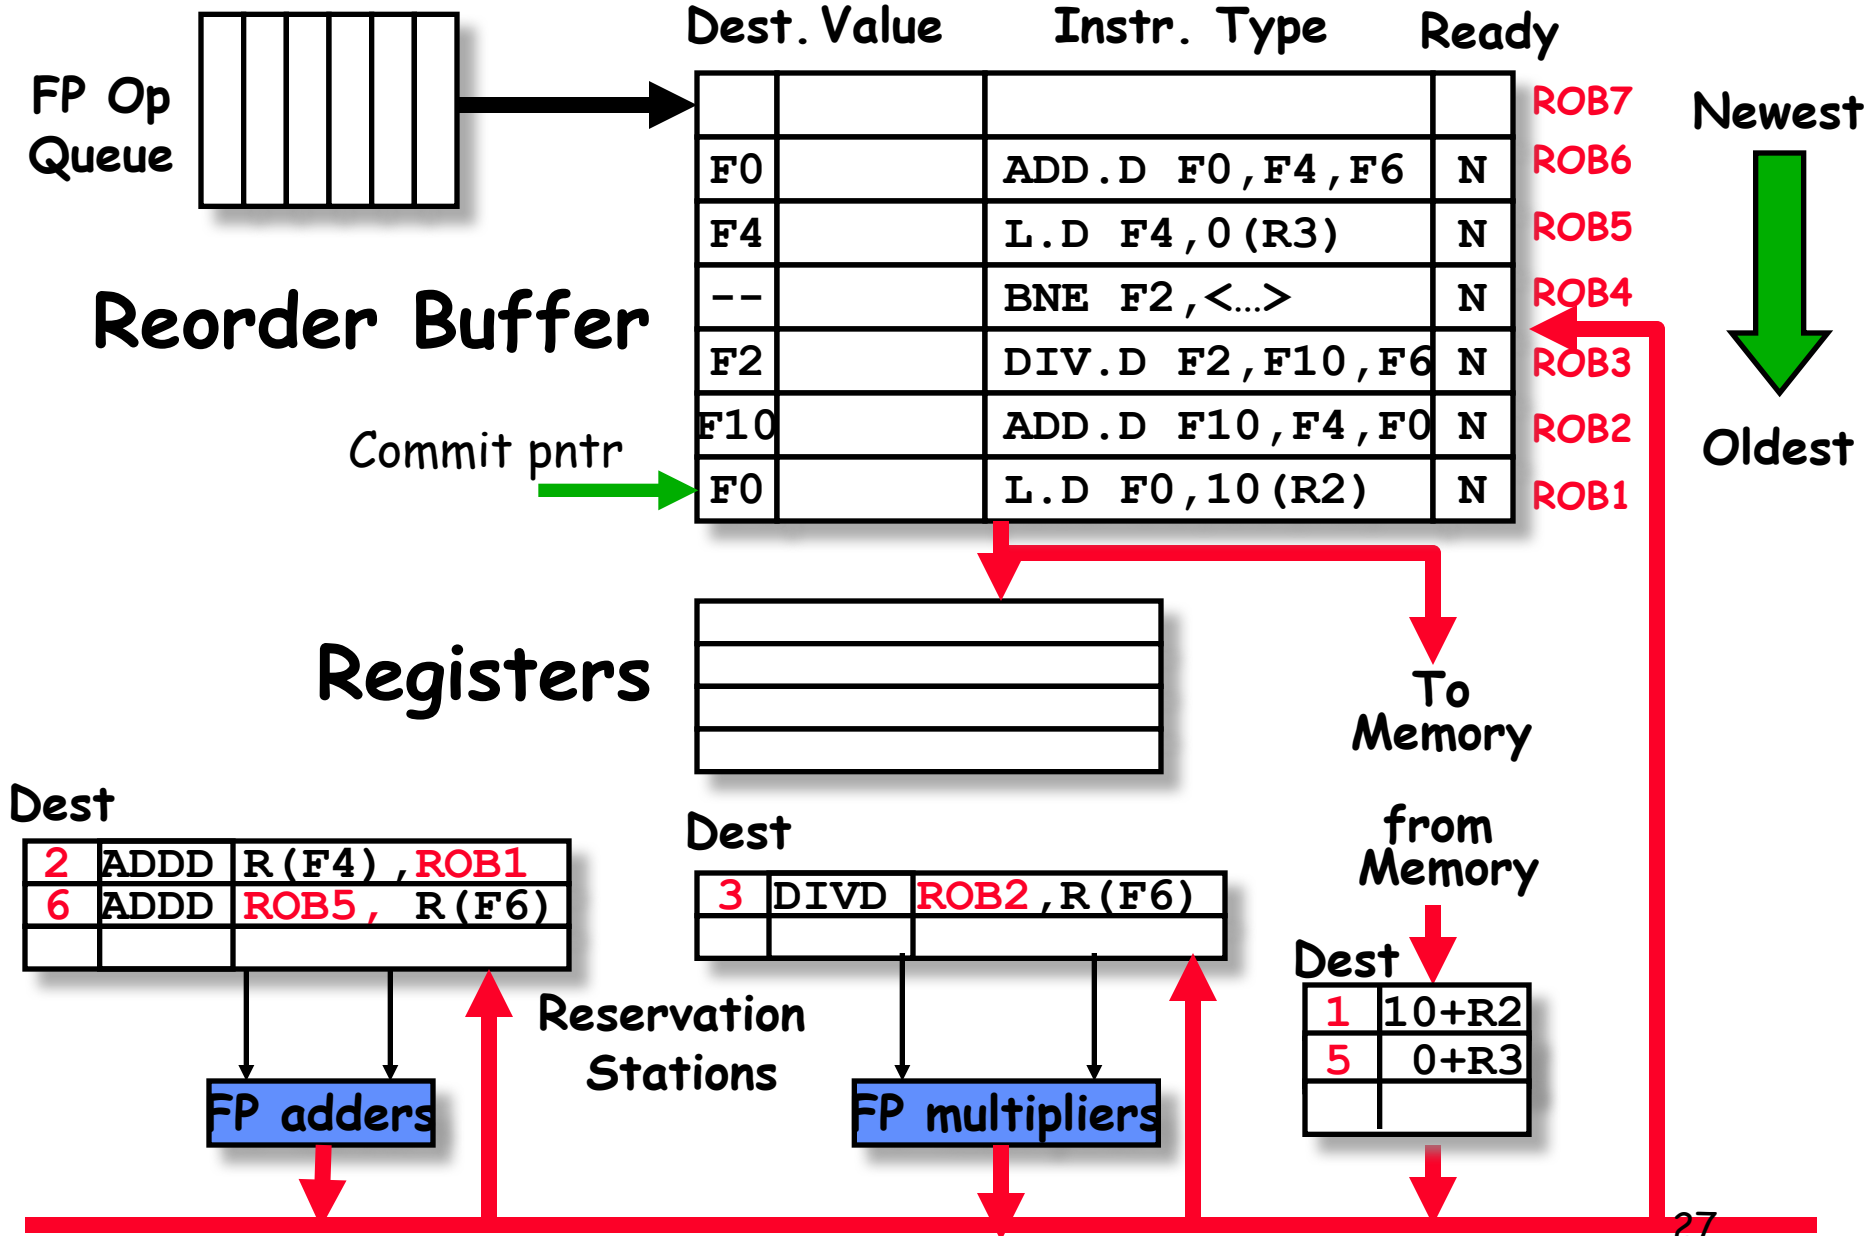 Dest. Value Instr. Type Ready
FP Op
Queue
ROB7
Newest
F0 ADD.D F0,F4,F6 N ROB6
F4 L.D F4,0(R3) N ROB5
-- BNE F2,<…> N ROB4
Reorder Buffer
F2 DIV.D F2,F10,F6 N ROB3
F10 ADD.D F10,F4,F0 N ROB2
Commit pntr
Oldest
F0 L.D F0,10(R2) N ROB1
Registers
To
Memory
Dest
2 ADDD R(F4),ROB1
6 ADDD ROB5, R(F6)
Dest
3 DIVD ROB2,R(F6)
from
Memory
Dest
1 10+R2
5 0+R3
Reservation
Stations
FP adders
FP multipliers
27